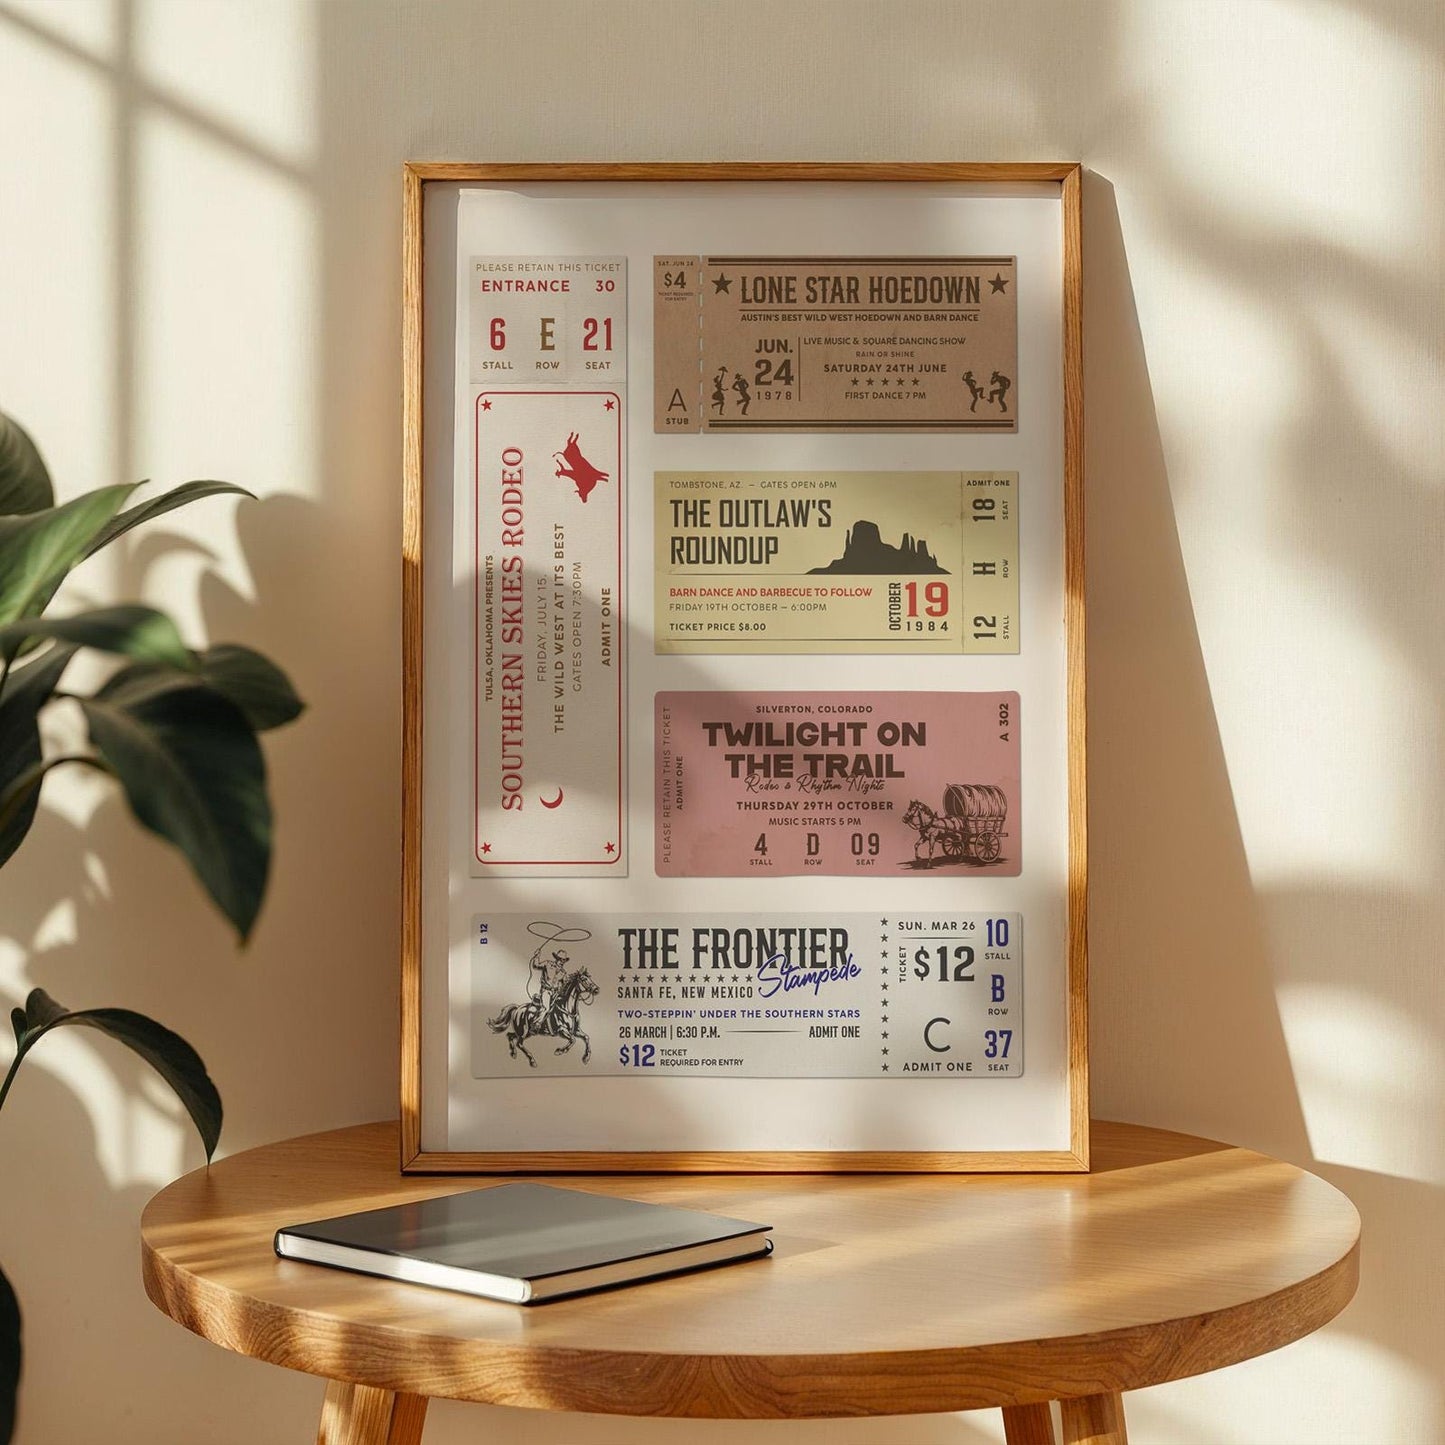 PLEASE RETAIN THIS TICKET
ENTRANCE 30
6 E 21
STALL ROW SEAT
TULSA, OKLAHOMA PRESENTS
SOUTHERN SKIES RODEO
FRIDAY, JULY 15,
THE WILD WEST AT ITS BEST
GATES OPEN 7:30PM
ADMIT ONE
SAT. JUN 24
$4
TICKET REQUIRED
FOR ENTRY
A
STUB
LONE STAR HOEDOWN
AUSTIN'S BEST WILD WEST HOEDOWN AND BARN DANCE
JUN.
24
1978
LIVE MUSIC & SQUARE DANCING SHOW
RAIN OR SHINE
SATURDAY 24TH JUNE
FIRST DANCE 7 PM
TOMBSTONE, AZ. – GATES OPEN 6PM
THE OUTLAW'S
ROUNDUP
BARN DANCE AND BARBECUE TO FOLLOW
FRIDAY 19TH OCTOBER – 6:00PM
TICKET PRICE $8.00
OCTOBER
19
1984
ADMIT ONE
18
SEAT
H
ROW
12
STALL
PLEASE RETAIN THIS TICKET
ADMIT ONE
SILVERTON, COLORADO
TWILIGHT ON
THE TRAIL
Rodeo & Rhythm Nights
THURSDAY 29TH OCTOBER
MUSIC STARTS 5 PM
4 D 09
STALL ROW SEAT
A 302
B 12
THE FRONTIER
Stampede
SANTA FE, NEW MEXICO
TWO-STEPPIN' UNDER THE SOUTHERN STARS
26 MARCH | 6:30 P.M. ADMIT ONE
$12 TICKET
REQUIRED FOR ENTRY
SUN. MAR 26
TICKET
$12
C
ADMIT ONE
10
STALL
B
ROW
37
SEAT